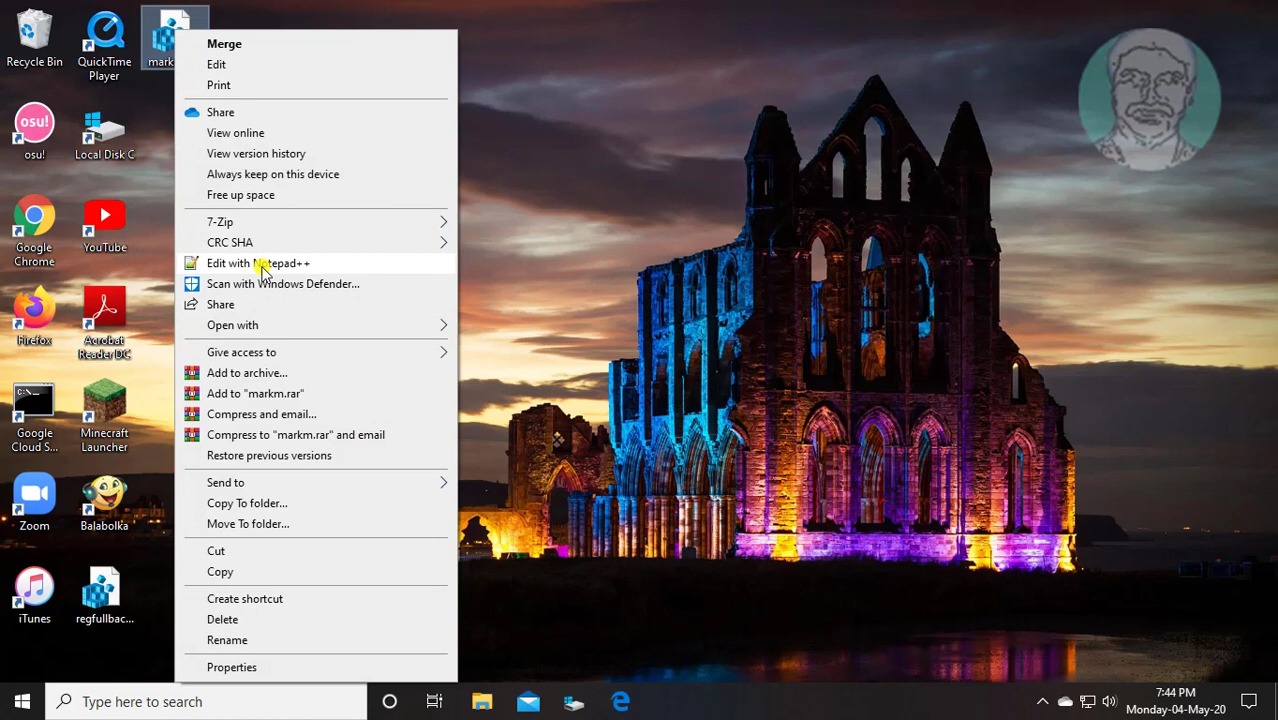 Recycle Bin
QuickTime
Player
mark
osu!
osu!
Local Disk C
Google
Chrome
YouTube
Firefox
Acrobat
Reader DC
C:\_
Google
Cloud S...
Minecraft
Launcher
zoom
Zoom
Balabolka
iTunes
regfullbac...
Merge
Edit
Print
Share
View online
View version history
Always keep on this device
Free up space
7-Zip
CRC SHA
Edit with Notepad++
Scan with Windows Defender...
Share
Open with
Give access to
Add to archive...
Add to "markm.rar"
Compress and email...
Compress to "markm.rar" and email
Restore previous versions
Send to
Copy To folder...
Move To folder...
Cut
Copy
Create shortcut
Delete
Rename
Properties
Type here to search
7:44 PM
Monday-04-May-20